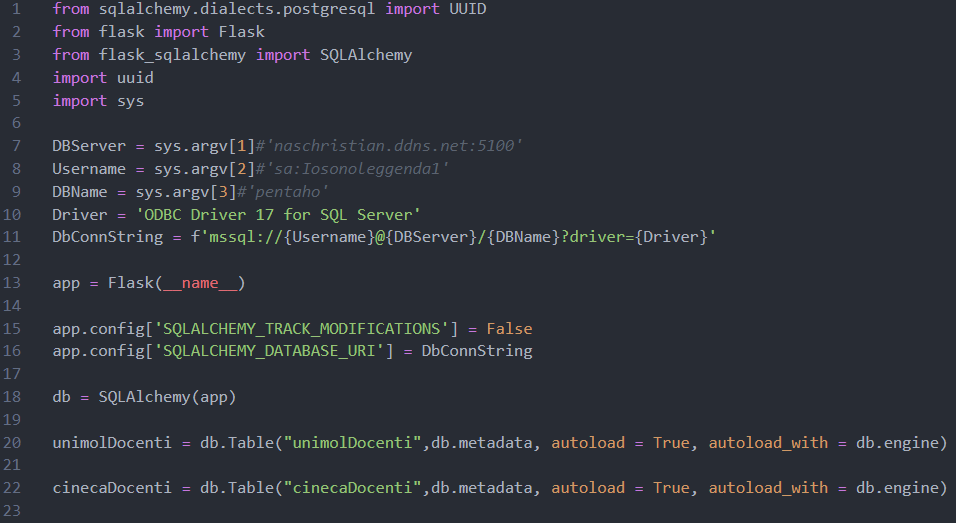 1 from sqlalchemy.dialects.postgresql import UUID
2 from flask import Flask
3 from flask_sqlalchemy import SQLAlchemy
4 import uuid
5 import sys
6
7 DBServer = sys.argv[1]#'naschristian.ddns.net:5100'
8 Username = sys.argv[2]#'sa:IosonoLeggenda1'
9 DBName = sys.argv[3]#'pentaho'
10 Driver = 'ODBC Driver 17 for SQL Server'
11 DbConnString = f'mssql://{Username}@{DBServer}/{DBName}?driver={Driver}'
12
13 app = Flask(__name__)
14
15 app.config['SQLALCHEMY_TRACK_MODIFICATIONS'] = False
16 app.config['SQLALCHEMY_DATABASE_URI'] = DbConnString
17
18 db = SQLAlchemy(app)
19
20 unimolDocenti = db.Table("unimolDocenti",db.metadata, autoload = True, autoload_with = db.engine)
21
22 cinecaDocenti = db.Table("cinecaDocenti",db.metadata, autoload = True, autoload_with = db.engine)
23